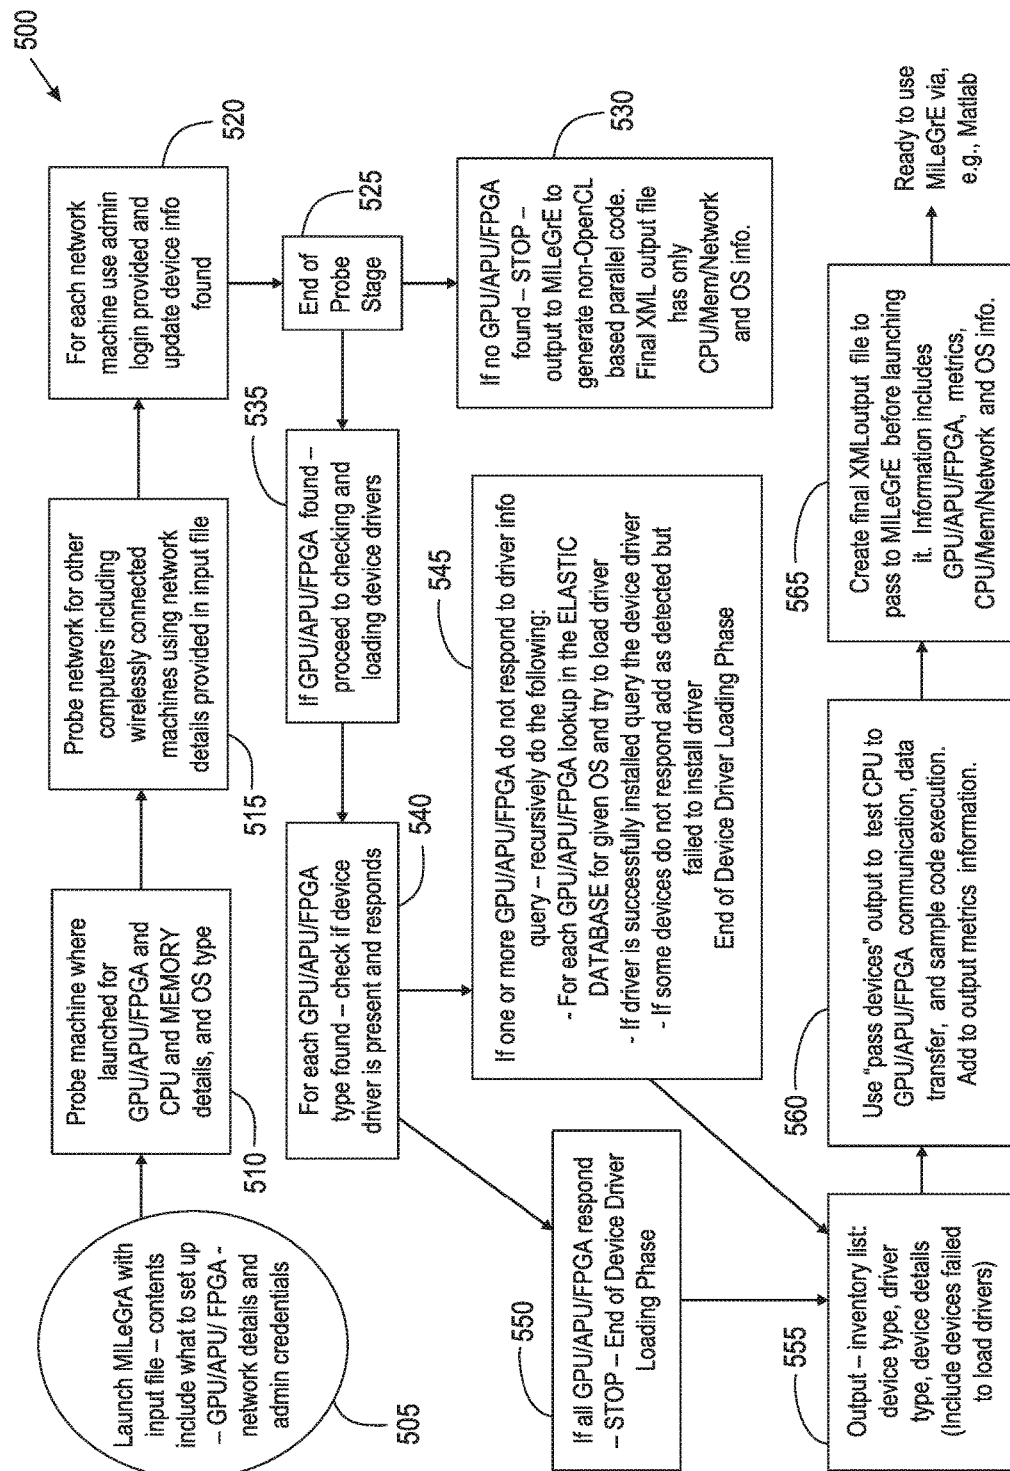 500
Launch MiLeGrA with
input file – contents
include what to set up
– GPU/APU/ FPGA -
network details and
admin credentials
505
Probe machine where
launched for
GPU/APU/FPGA and
CPU and MEMORY
details, and OS type
510
Probe network for other
computers including
wirelessly connected
machines using network
details provided in input file
515
For each network
machine use admin
login provided and
update device info
found
520
End of
Probe
Stage
525
If no GPU/APU/FPGA
found – STOP –
output to MILeGrE to
generate non-OpenCL
based parallel code.
Final XML output file
has only
CPU/Mem/Network
and OS info.
530
If GPU/APU/FPGA found –
proceed to checking and
loading device drivers
535
For each GPU/APU/FPGA
type found – check if device
driver is present and responds
540
If one or more GPU/APU/FPGA do not respond to driver info
query – recursively do the following:
- For each GPU/APU/FPGA lookup in the ELASTIC
DATABASE for given OS and try to load driver
- If driver is successfully installed query the device driver
- If some devices do not respond add as detected but
failed to install driver
End of Device Driver Loading Phase
545
If all GPU/APU/FPGA respond
– STOP – End of Device Driver
Loading Phase
550
Output – inventory list:
device type, driver
type, device details
(Include devices failed
to load drivers)
555
Use "pass devices" output to test CPU to
GPU/APU/FPGA communication, data
transfer, and sample code execution.
Add to output metrics information.
560
Create final XMLoutput file to
pass to MILeGrE before launching
it. Information includes
GPU/APU/FPGA, metrics,
CPU/Mem/Network and OS info.
565
Ready to use
MiLeGrE via,
e.g., Matlab